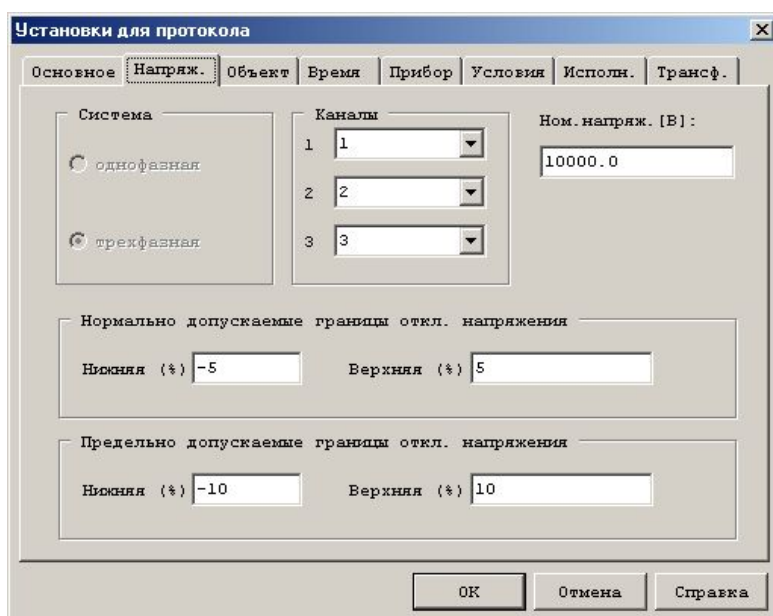 Установки для протокола
Основное Напряж. Объект Время Прибор Условия Исполн. Трансф.
Система Каналы Ном.напряж.[В]:
однофазная 1 1 10000.0
2 2
трехфазная 3 3
Нормально допускаемые границы откл. напряжения
Нижняя (%) -5 Верхняя (%) 5
Предельно допускаемые границы откл. напряжения
Нижняя (%) -10 Верхняя (%) 10
OK Отмена Справка